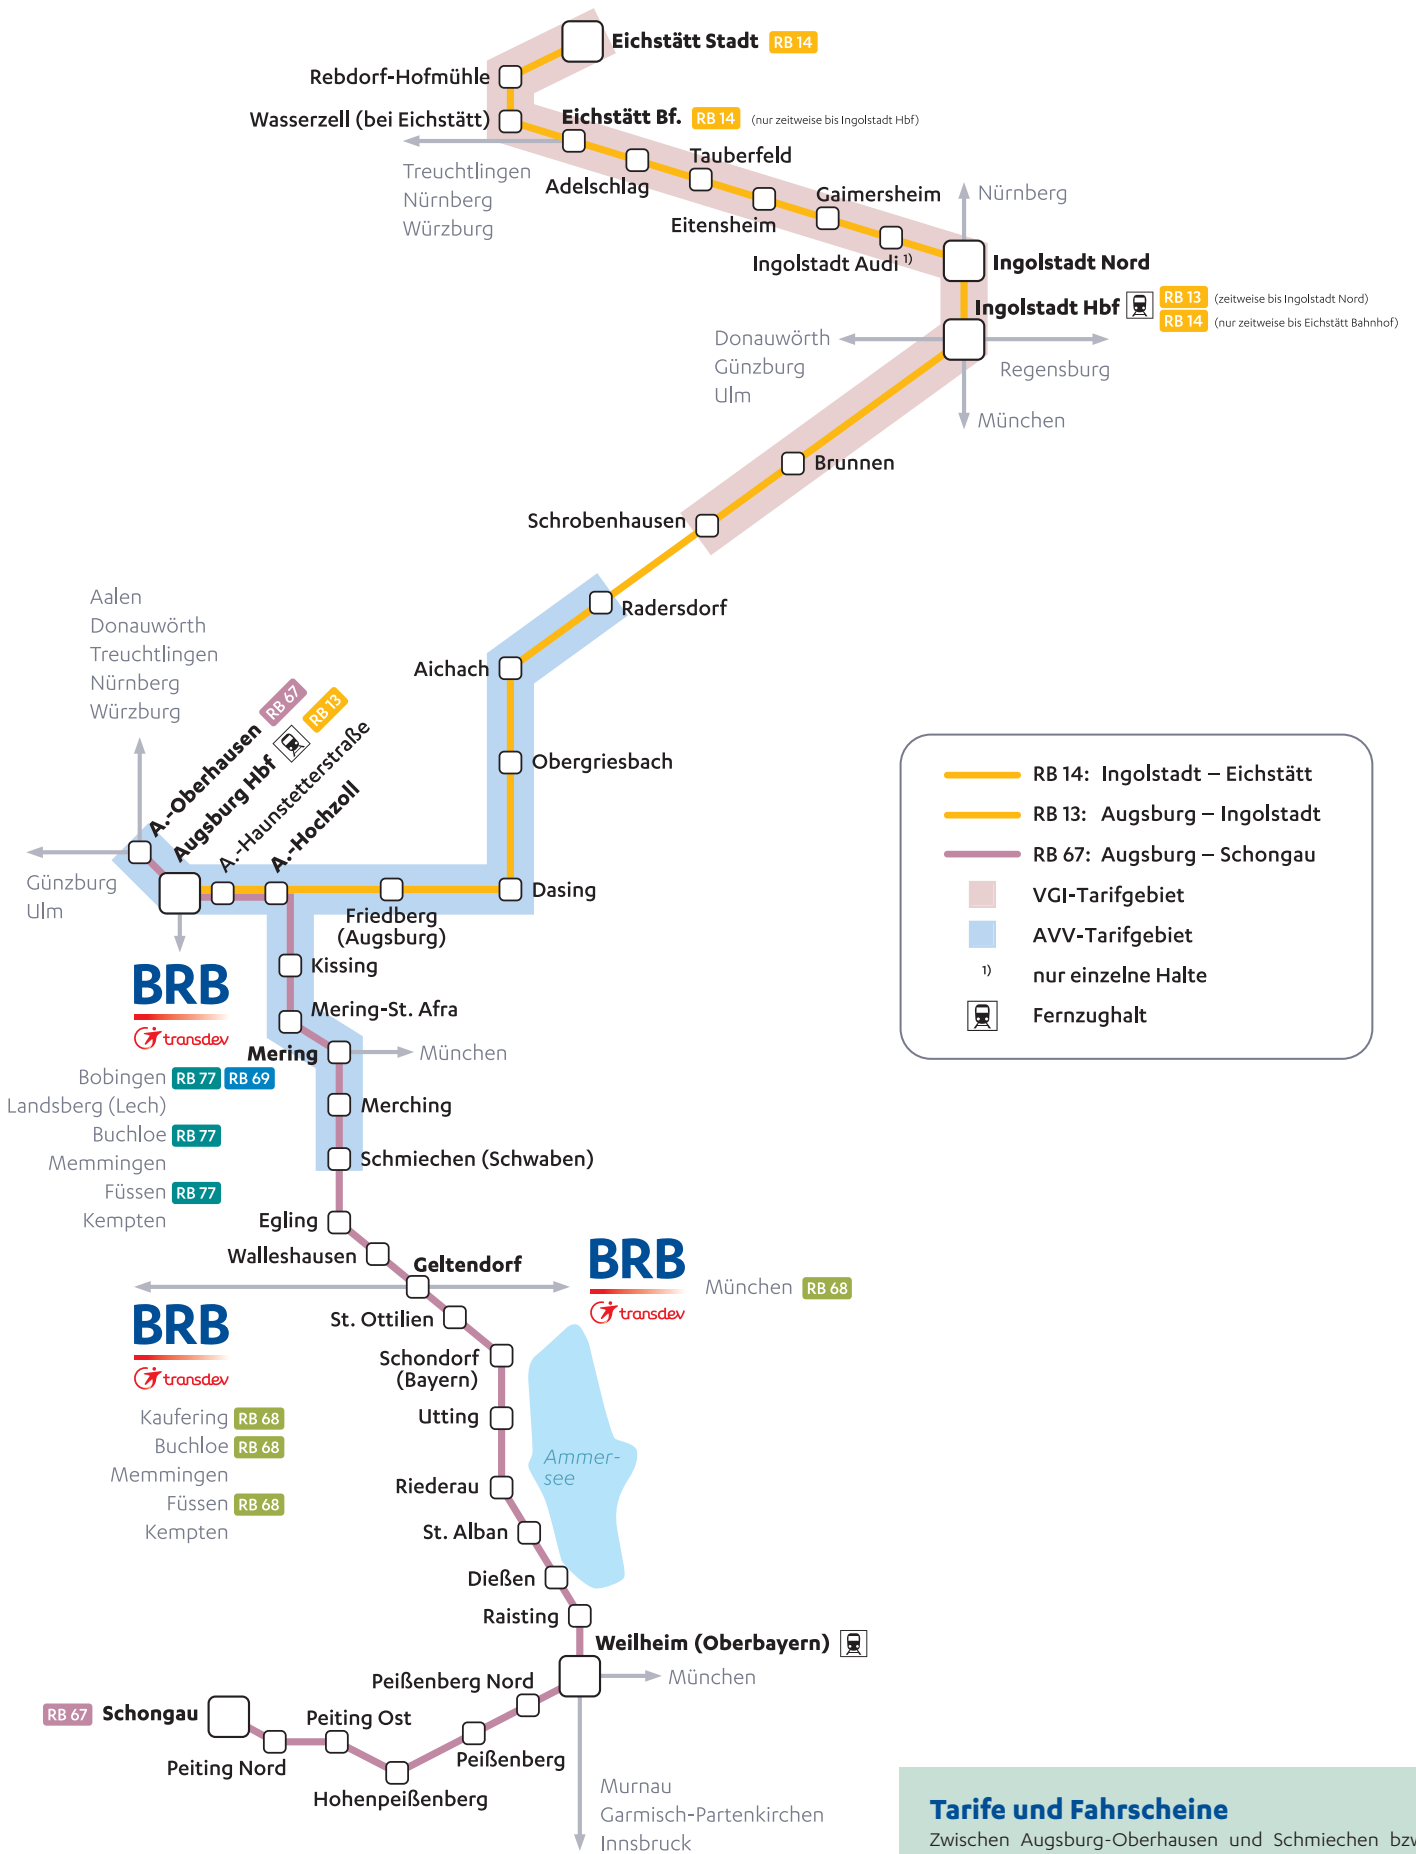 Eichstätt Stadt RB 14
Rebdorf-Hofmühle
Wasserzell (bei Eichstätt)
Eichstätt Bf. RB 14 (nur zeitweise bis Ingolstadt Hbf)
Treuchtlingen
Nürnberg
Würzburg
Adelschlag
Tauberfeld
Eitensheim
Gaimersheim
Ingolstadt Audi 1)
Nürnberg
Ingolstadt Nord
Ingolstadt Hbf
RB 13 (zeitweise bis Ingolstadt Nord)
RB 14 (nur zeitweise bis Eichstätt Bahnhof)
Donauwörth
Günzburg
Ulm
Regensburg
München
Brunnen
Schrobenhausen
Radersdorf
Aichach
Obergriesbach
Dasing
Friedberg
(Augsburg)
Aalen
Donauwörth
Treuchtlingen
Nürnberg
Würzburg
A.-Oberhausen RB 67
Augsburg Hbf RB 13
A.-Haunstetterstraße
A.-Hochzoll
Günzburg
Ulm
RB 14: Ingolstadt – Eichstätt
RB 13: Augsburg – Ingolstadt
RB 67: Augsburg – Schongau
VGI-Tarifgebiet
AVV-Tarifgebiet
1) nur einzelne Halte
Fernzughalt
BRB
transdev
Bobingen RB 77 RB 69
Landsberg (Lech)
Buchloe RB 77
Memmingen
Füssen RB 77
Kempten
Kissing
Mering-St. Afra
Mering
München
Merching
Schmiechen (Schwaben)
Egling
Walleshausen
Geltendorf
BRB
transdev
München RB 68
BRB
transdev
Kaufering RB 68
Buchloe RB 68
Memmingen
Füssen RB 68
Kempten
St. Ottilien
Schondorf
(Bayern)
Utting
Ammer-
see
Riederau
St. Alban
Dießen
Raisting
Weilheim (Oberbayern)
München
Peißenberg Nord
Peißenberg
Hohenpeißenberg
Peiting Ost
Peiting Nord
RB 67 Schongau
Murnau
Garmisch-Partenkirchen
Innsbruck
Tarife und Fahrscheine
Zwischen Augsburg-Oberhausen und Schmiechen bzw